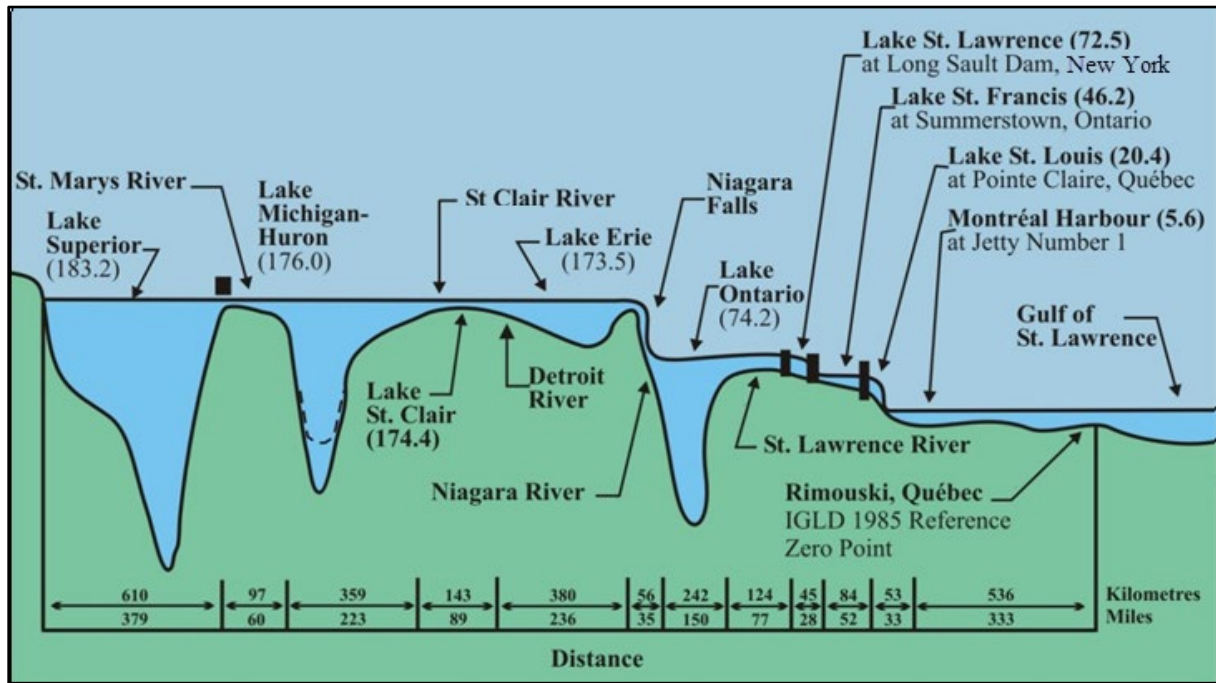 Lake St. Lawrence (72.5)
at Long Sault Dam, New York
Lake St. Francis (46.2)
at Summerstown, Ontario
Lake St. Louis (20.4)
at Pointe Claire, Québec
Montréal Harbour (5.6)
at Jetty Number 1
St. Marys River
Lake
Michigan-
Huron
(176.0)
St Clair River
Niagara
Falls
Lake
Superior
(183.2)
Lake Erie
(173.5)
Lake
Ontario
(74.2)
Gulf of
St. Lawrence
Lake
St. Clair
(174.4)
Detroit
River
Niagara River
St. Lawrence River
Rimouski, Québec
IGLD 1985 Reference
Zero Point
610 97 359 143 380 56 242 124 45 84 53 536 Kilometres
379 60 223 89 236 35 150 77 28 52 33 333 Miles
Distance